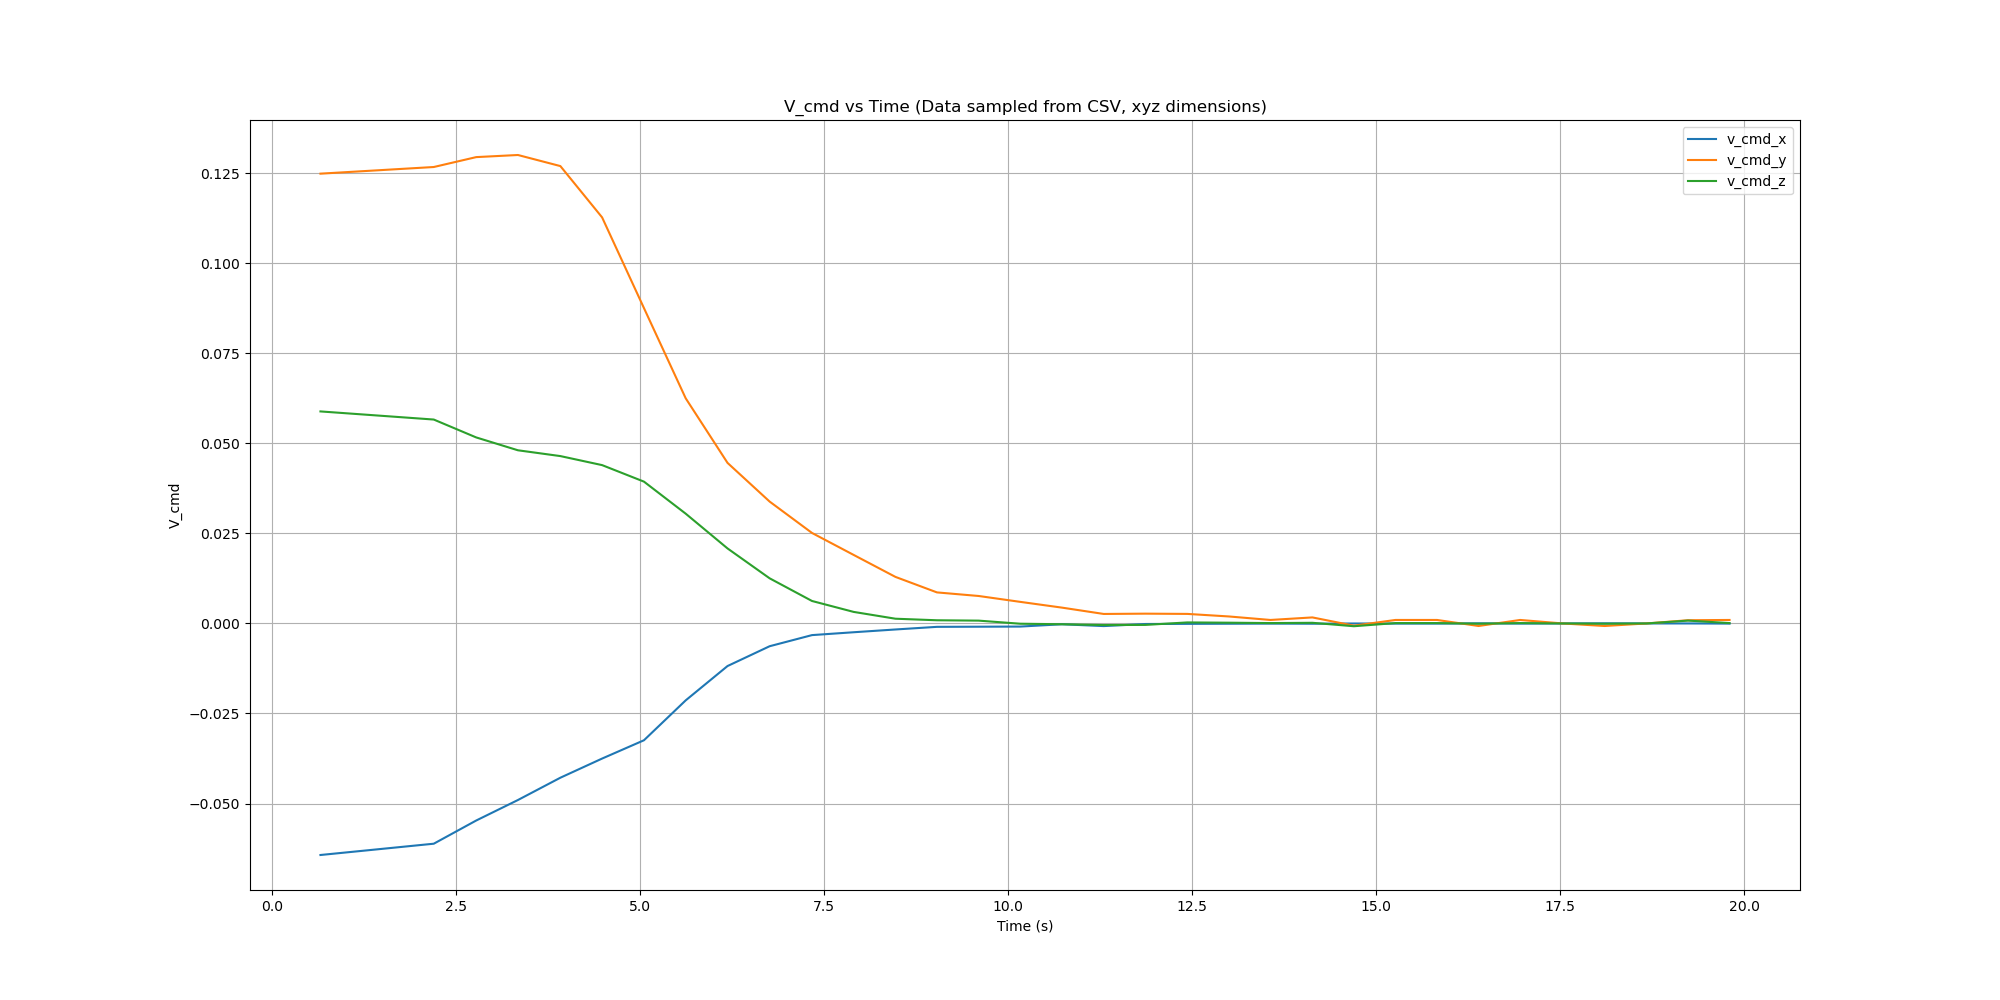 V_cmd vs Time (Data sampled from CSV, xyz dimensions)
v_cmd_x
v_cmd_y
v_cmd_z
0.125
0.100
0.075
0.050
0.025
0.000
−0.025
−0.050
V_cmd
0.0 2.5 5.0 7.5 10.0 12.5 15.0 17.5 20.0
Time (s)